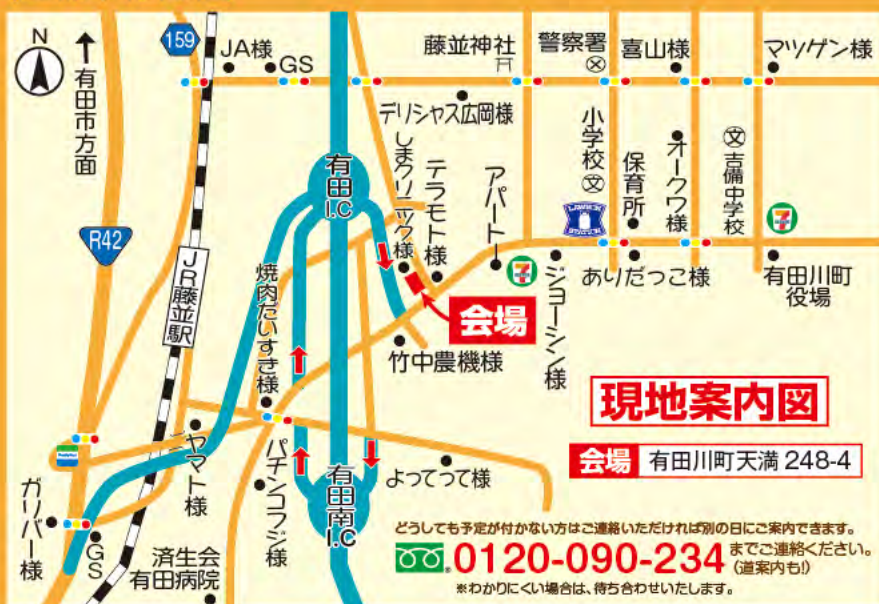 N
有田市方面
159
JA様
GS
藤並神社
警察署
喜山様
マツゲン様
デリシャス広岡様
小学校
文
保育所
オークワ様
文
吉備中学校
有田I.C
しまクリニック様
テラモト様
アパート
LAWSON STATION
7
ELEVEN
R42
JR藤並駅
焼肉だいすき様
会場
7
ELEVEN
ジョーシン様
ありだっこ様
有田川町役場
竹中農機様
現地案内図
会場 有田川町天満 248-4
FamilyMart
ヤマト様
パチンコフジ様
有田南I.C
よってって様
ガリバー様
GS
済生会
有田病院
どうしても予定が付かない方はご連絡いただければ別の日にご案内できます。
0120-090-234 までご連絡ください。
(道案内も!)
※わかりにくい場合は、待ち合わせいたします。